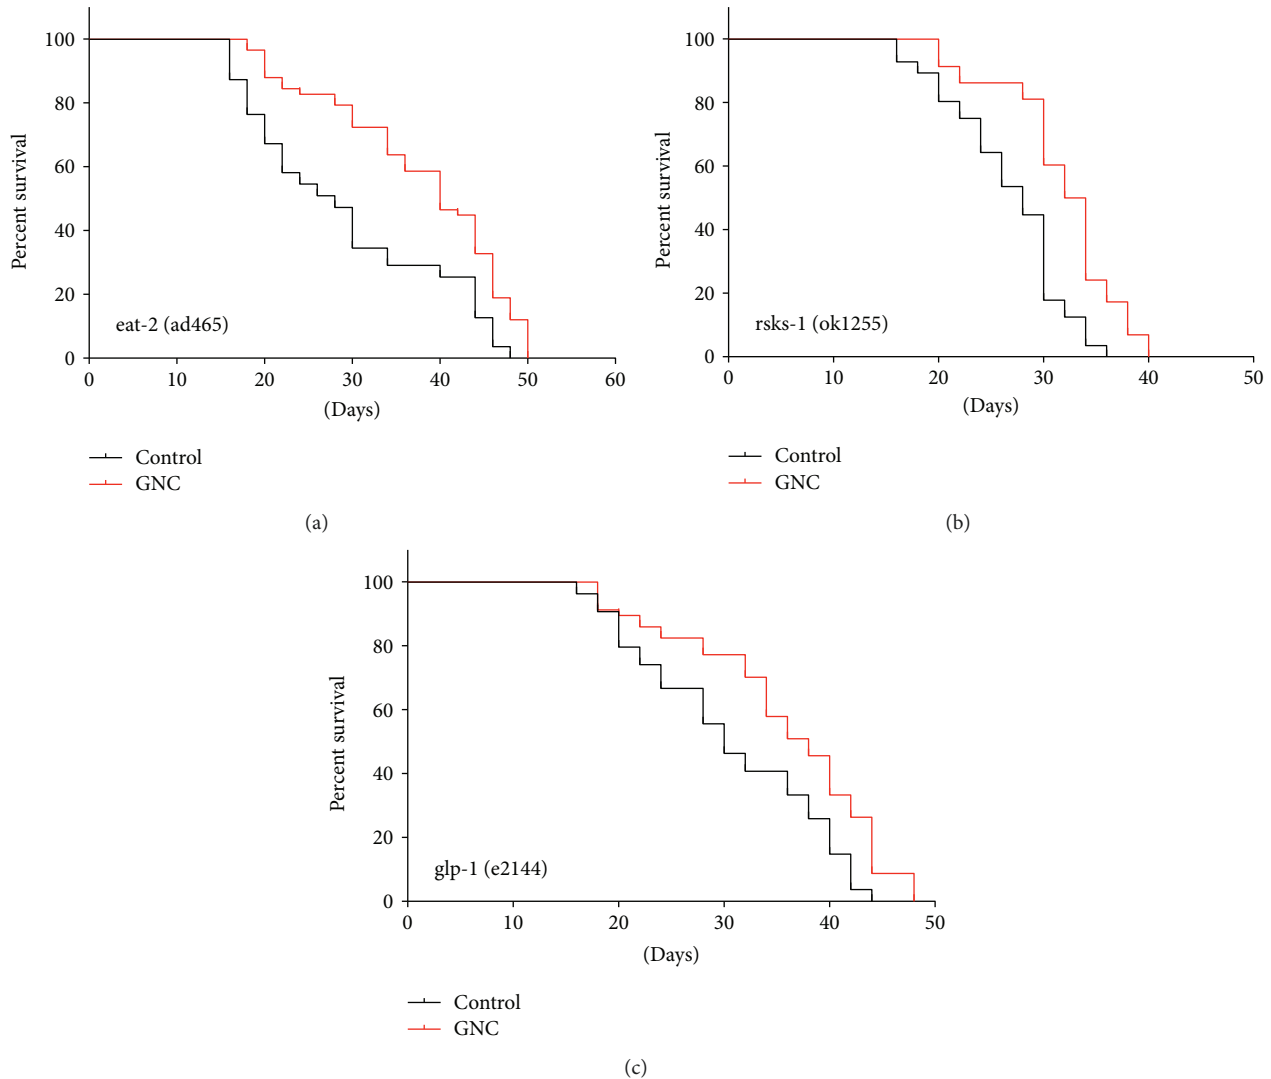 100
80
60
40
20
0
Percent survival
eat-2 (ad465)
0 10 20 30 40 50 60
(Days)
Control
GNC
(a)
100
80
60
40
20
0
Percent survival
rsks-1 (ok1255)
0 10 20 30 40 50
(Days)
Control
GNC
(b)
100
80
60
40
20
0
Percent survival
glp-1 (e2144)
0 10 20 30 40 50
(Days)
Control
GNC
(c)